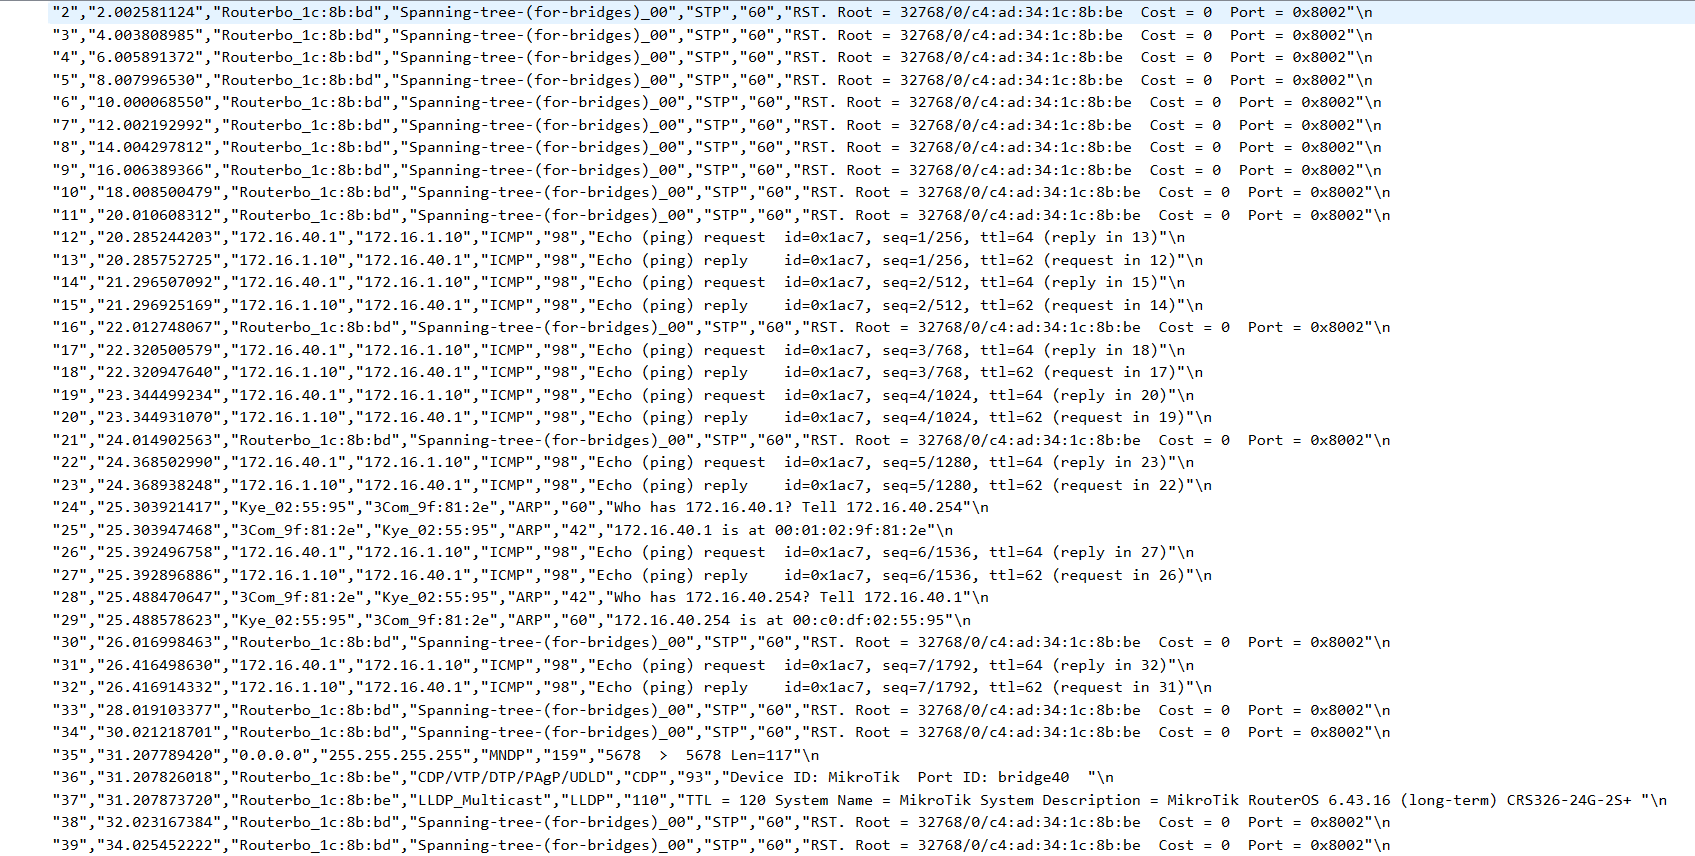 "2","2.002581124","Routerbo_1c:8b:bd","Spanning-tree-(for-bridges)_00","STP","60","RST. Root = 32768/0/c4:ad:34:1c:8b:be  Cost = 0  Port = 0x8002"\n
"3","4.003808985","Routerbo_1c:8b:bd","Spanning-tree-(for-bridges)_00","STP","60","RST. Root = 32768/0/c4:ad:34:1c:8b:be  Cost = 0  Port = 0x8002"\n
"4","6.005891372","Routerbo_1c:8b:bd","Spanning-tree-(for-bridges)_00","STP","60","RST. Root = 32768/0/c4:ad:34:1c:8b:be  Cost = 0  Port = 0x8002"\n
"5","8.007996530","Routerbo_1c:8b:bd","Spanning-tree-(for-bridges)_00","STP","60","RST. Root = 32768/0/c4:ad:34:1c:8b:be  Cost = 0  Port = 0x8002"\n
"6","10.000068550","Routerbo_1c:8b:bd","Spanning-tree-(for-bridges)_00","STP","60","RST. Root = 32768/0/c4:ad:34:1c:8b:be  Cost = 0  Port = 0x8002"\n
"7","12.002192992","Routerbo_1c:8b:bd","Spanning-tree-(for-bridges)_00","STP","60","RST. Root = 32768/0/c4:ad:34:1c:8b:be  Cost = 0  Port = 0x8002"\n
"8","14.004297812","Routerbo_1c:8b:bd","Spanning-tree-(for-bridges)_00","STP","60","RST. Root = 32768/0/c4:ad:34:1c:8b:be  Cost = 0  Port = 0x8002"\n
"9","16.006389366","Routerbo_1c:8b:bd","Spanning-tree-(for-bridges)_00","STP","60","RST. Root = 32768/0/c4:ad:34:1c:8b:be  Cost = 0  Port = 0x8002"\n
"10","18.008500479","Routerbo_1c:8b:bd","Spanning-tree-(for-bridges)_00","STP","60","RST. Root = 32768/0/c4:ad:34:1c:8b:be  Cost = 0  Port = 0x8002"\n
"11","20.010608312","Routerbo_1c:8b:bd","Spanning-tree-(for-bridges)_00","STP","60","RST. Root = 32768/0/c4:ad:34:1c:8b:be  Cost = 0  Port = 0x8002"\n
"12","20.285244203","172.16.40.1","172.16.1.10","ICMP","98","Echo (ping) request  id=0x1ac7, seq=1/256, ttl=64 (reply in 13)"\n
"13","20.285752725","172.16.1.10","172.16.40.1","ICMP","98","Echo (ping) reply    id=0x1ac7, seq=1/256, ttl=62 (request in 12)"\n
"14","21.296507092","172.16.40.1","172.16.1.10","ICMP","98","Echo (ping) request  id=0x1ac7, seq=2/512, ttl=64 (reply in 15)"\n
"15","21.296925169","172.16.1.10","172.16.40.1","ICMP","98","Echo (ping) reply    id=0x1ac7, seq=2/512, ttl=62 (request in 14)"\n
"16","22.012748067","Routerbo_1c:8b:bd","Spanning-tree-(for-bridges)_00","STP","60","RST. Root = 32768/0/c4:ad:34:1c:8b:be  Cost = 0  Port = 0x8002"\n
"17","22.320500579","172.16.40.1","172.16.1.10","ICMP","98","Echo (ping) request  id=0x1ac7, seq=3/768, ttl=64 (reply in 18)"\n
"18","22.320947640","172.16.1.10","172.16.40.1","ICMP","98","Echo (ping) reply    id=0x1ac7, seq=3/768, ttl=62 (request in 17)"\n
"19","23.344499234","172.16.40.1","172.16.1.10","ICMP","98","Echo (ping) request  id=0x1ac7, seq=4/1024, ttl=64 (reply in 20)"\n
"20","23.344931070","172.16.1.10","172.16.40.1","ICMP","98","Echo (ping) reply    id=0x1ac7, seq=4/1024, ttl=62 (request in 19)"\n
"21","24.014902563","Routerbo_1c:8b:bd","Spanning-tree-(for-bridges)_00","STP","60","RST. Root = 32768/0/c4:ad:34:1c:8b:be  Cost = 0  Port = 0x8002"\n
"22","24.368502990","172.16.40.1","172.16.1.10","ICMP","98","Echo (ping) request  id=0x1ac7, seq=5/1280, ttl=64 (reply in 23)"\n
"23","24.368938248","172.16.1.10","172.16.40.1","ICMP","98","Echo (ping) reply    id=0x1ac7, seq=5/1280, ttl=62 (request in 22)"\n
"24","25.303921417","Kye_02:55:95","3Com_9f:81:2e","ARP","60","Who has 172.16.40.1? Tell 172.16.40.254"\n
"25","25.303947468","3Com_9f:81:2e","Kye_02:55:95","ARP","42","172.16.40.1 is at 00:01:02:9f:81:2e"\n
"26","25.392496758","172.16.40.1","172.16.1.10","ICMP","98","Echo (ping) request  id=0x1ac7, seq=6/1536, ttl=64 (reply in 27)"\n
"27","25.392896886","172.16.1.10","172.16.40.1","ICMP","98","Echo (ping) reply    id=0x1ac7, seq=6/1536, ttl=62 (request in 26)"\n
"28","25.488470647","3Com_9f:81:2e","Kye_02:55:95","ARP","42","Who has 172.16.40.254? Tell 172.16.40.1"\n
"29","25.488578623","Kye_02:55:95","3Com_9f:81:2e","ARP","60","172.16.40.254 is at 00:c0:df:02:55:95"\n
"30","26.016998463","Routerbo_1c:8b:bd","Spanning-tree-(for-bridges)_00","STP","60","RST. Root = 32768/0/c4:ad:34:1c:8b:be  Cost = 0  Port = 0x8002"\n
"31","26.416498630","172.16.40.1","172.16.1.10","ICMP","98","Echo (ping) request  id=0x1ac7, seq=7/1792, ttl=64 (reply in 32)"\n
"32","26.416914332","172.16.1.10","172.16.40.1","ICMP","98","Echo (ping) reply    id=0x1ac7, seq=7/1792, ttl=62 (request in 31)"\n
"33","28.019103377","Routerbo_1c:8b:bd","Spanning-tree-(for-bridges)_00","STP","60","RST. Root = 32768/0/c4:ad:34:1c:8b:be  Cost = 0  Port = 0x8002"\n
"34","30.021218701","Routerbo_1c:8b:bd","Spanning-tree-(for-bridges)_00","STP","60","RST. Root = 32768/0/c4:ad:34:1c:8b:be  Cost = 0  Port = 0x8002"\n
"35","31.207789420","0.0.0.0","255.255.255.255","MNDP","159","5678  >  5678 Len=117"\n
"36","31.207826018","Routerbo_1c:8b:be","CDP/VTP/DTP/PAgP/UDLD","CDP","93","Device ID: MikroTik  Port ID: bridge40  "\n
"37","31.207873720","Routerbo_1c:8b:be","LLDP_Multicast","LLDP","110","TTL = 120 System Name = MikroTik System Description = MikroTik RouterOS 6.43.16 (long-term) CRS326-24G-2S+ "\n
"38","32.023167384","Routerbo_1c:8b:bd","Spanning-tree-(for-bridges)_00","STP","60","RST. Root = 32768/0/c4:ad:34:1c:8b:be  Cost = 0  Port = 0x8002"\n
"39","34.025452222","Routerbo_1c:8b:bd","Spanning-tree-(for-bridges)_00","STP","60","RST. Root = 32768/0/c4:ad:34:1c:8b:be  Cost = 0  Port = 0x8002"\n